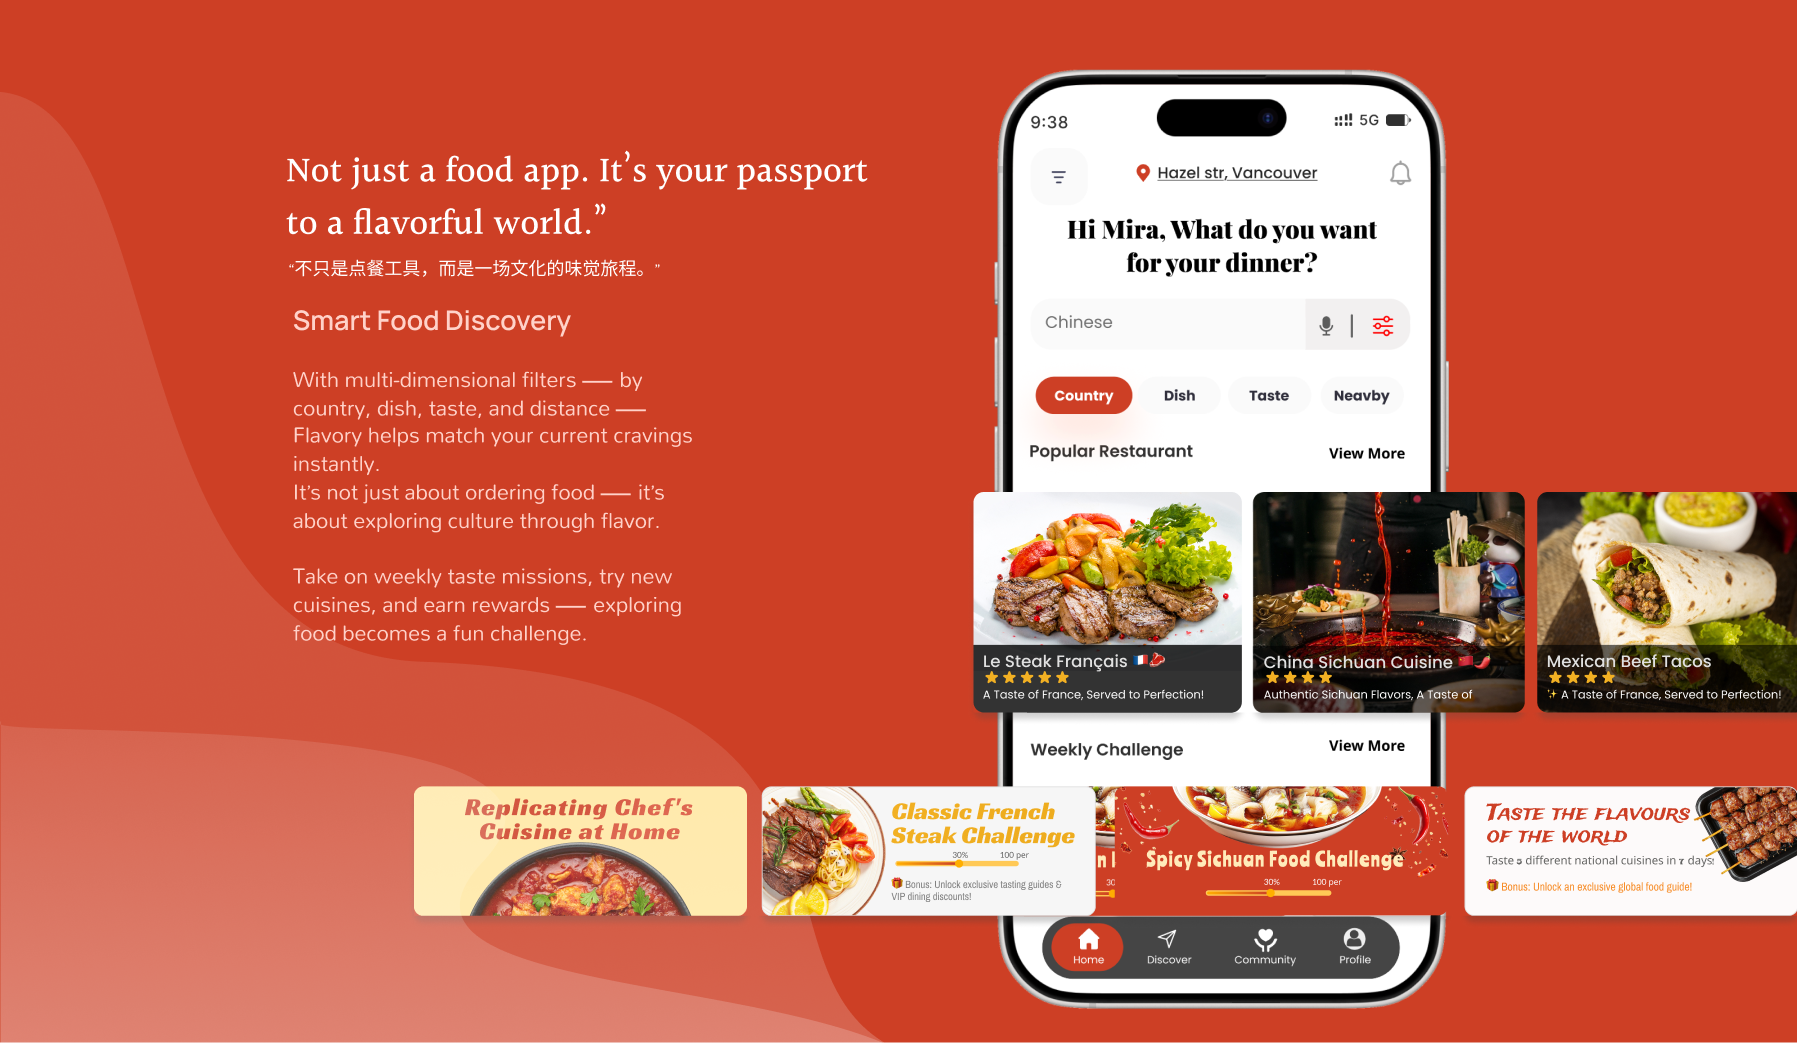 Not just a food app. It’s your passport
to a flavorful world.”
“不只是点餐工具，而是一场文化的味觉旅程。”
Smart Food Discovery
With multi-dimensional filters —— by
country, dish, taste, and distance ——
Flavory helps match your current cravings
instantly.
It’s not just about ordering food —— it’s
about exploring culture through flavor.
Take on weekly taste missions, try new
cuisines, and earn rewards —— exploring
food becomes a fun challenge.
9:38
5G
Hazel str, Vancouver
Hi Mira, What do you want
for your dinner?
Chinese
Country
Dish
Taste
Neavby
Popular Restaurant
View More
Le Steak Français
A Taste of France, Served to Perfection!
China Sichuan Cuisine
Authentic Sichuan Flavors, A Taste of
Mexican Beef Tacos
A Taste of France, Served to Perfection!
Weekly Challenge
View More
Replicating Chef's
Cuisine at Home
Classic French
Steak Challenge
30%
100 per
Bonus: Unlock exclusive tasting guides &
VIP dining discounts!
Spicy Sichuan Food Challenge
30%
100 per
TASTE THE FLAVOURS
OF THE WORLD
Taste 5 different national cuisines in 7 days!
Bonus: Unlock an exclusive global food guide!
Home
Discover
Community
Profile